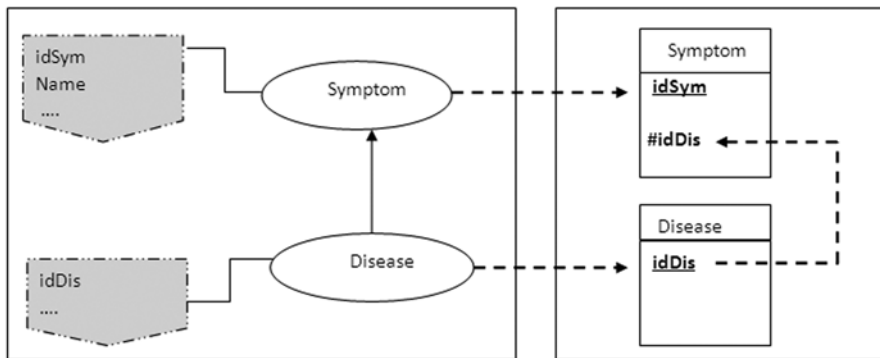 idSym
Name
....
Symptom
idDis
....
Disease
Symptom
idSym
#idDis
Disease
idDis